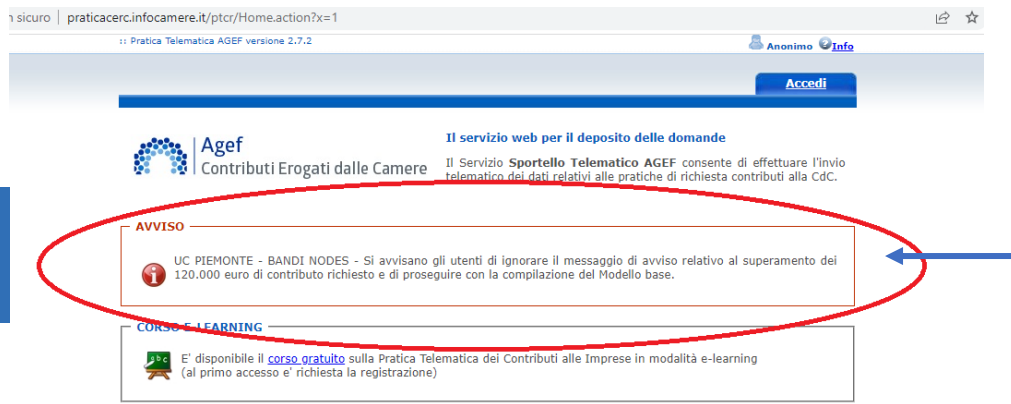 n sicuro | praticacerc.infocamere.it/ptcr/Home.action?x=1
:: Pratica Telematica AGEF versione 2.7.2
Anonimo Info
Accedi
Agef
Contributi Erogati dalle Camere
Il servizio web per il deposito delle domande
Il Servizio Sportello Telematico AGEF consente di effettuare l'invio
telematico dei dati relativi alle pratiche di richiesta contributi alla CdC.
AVVISO
UC PIEMONTE - BANDI NODES - Si avvisano gli utenti di ignorare il messaggio di avviso relativo al superamento dei
120.000 euro di contributo richiesto e di proseguire con la compilazione del Modello base.
CORSO E-LEARNING
abc
E' disponibile il corso gratuito sulla Pratica Telematica dei Contributi alle Imprese in modalità e-learning
(al primo accesso e' richiesta la registrazione)